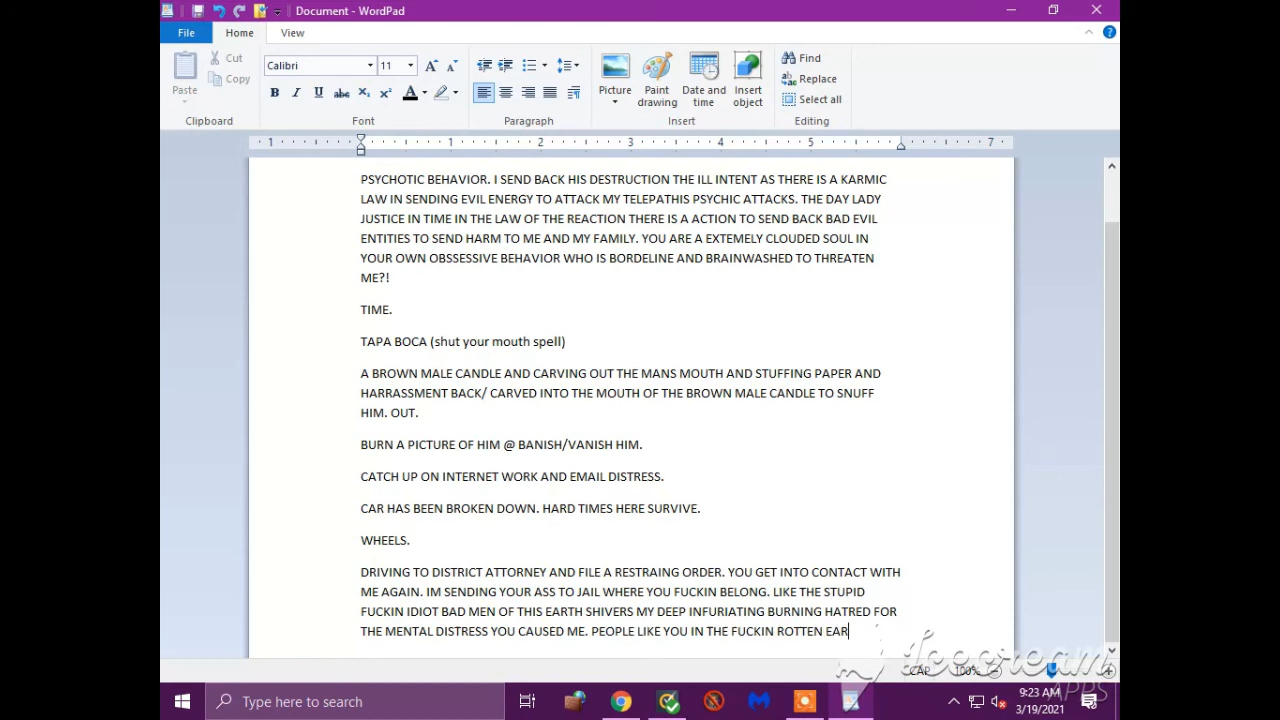 Document - WordPad
File
Home
View
Paste
Cut
Copy
Clipboard
Calibri
11
Font
Paragraph
Picture
Paint drawing
Date and time
Insert object
Insert
Find
Replace
Select all
Editing
1 1 2 3 4 5 7
PSYCHOTIC BEHAVIOR. I SEND BACK HIS DESTRUCTION THE ILL INTENT AS THERE IS A KARMIC
LAW IN SENDING EVIL ENERGY TO ATTACK MY TELEPATHIS PSYCHIC ATTACKS. THE DAY LADY
JUSTICE IN TIME IN THE LAW OF THE REACTION THERE IS A ACTION TO SEND BACK BAD EVIL
ENTITIES TO SEND HARM TO ME AND MY FAMILY. YOU ARE A EXTEMELY CLOUDED SOUL IN
YOUR OWN OBSSESSIVE BEHAVIOR WHO IS BORDELINE AND BRAINWASHED TO THREATEN
ME?!
TIME.
TAPA BOCA (shut your mouth spell)
A BROWN MALE CANDLE AND CARVING OUT THE MANS MOUTH AND STUFFING PAPER AND
HARRASSMENT BACK/ CARVED INTO THE MOUTH OF THE BROWN MALE CANDLE TO SNUFF
HIM. OUT.
BURN A PICTURE OF HIM @ BANISH/VANISH HIM.
CATCH UP ON INTERNET WORK AND EMAIL DISTRESS.
CAR HAS BEEN BROKEN DOWN. HARD TIMES HERE SURVIVE.
WHEELS.
DRIVING TO DISTRICT ATTORNEY AND FILE A RESTRAING ORDER. YOU GET INTO CONTACT WITH
ME AGAIN. IM SENDING YOUR ASS TO JAIL WHERE YOU FUCKIN BELONG. LIKE THE STUPID
FUCKIN IDIOT BAD MEN OF THIS EARTH SHIVERS MY DEEP INFURIATING BURNING HATRED FOR
THE MENTAL DISTRESS YOU CAUSED ME. PEOPLE LIKE YOU IN THE FUCKIN ROTTEN EAR
CAP 100%
Icecream
APPS
Type here to search
9:23 AM
3/19/2021